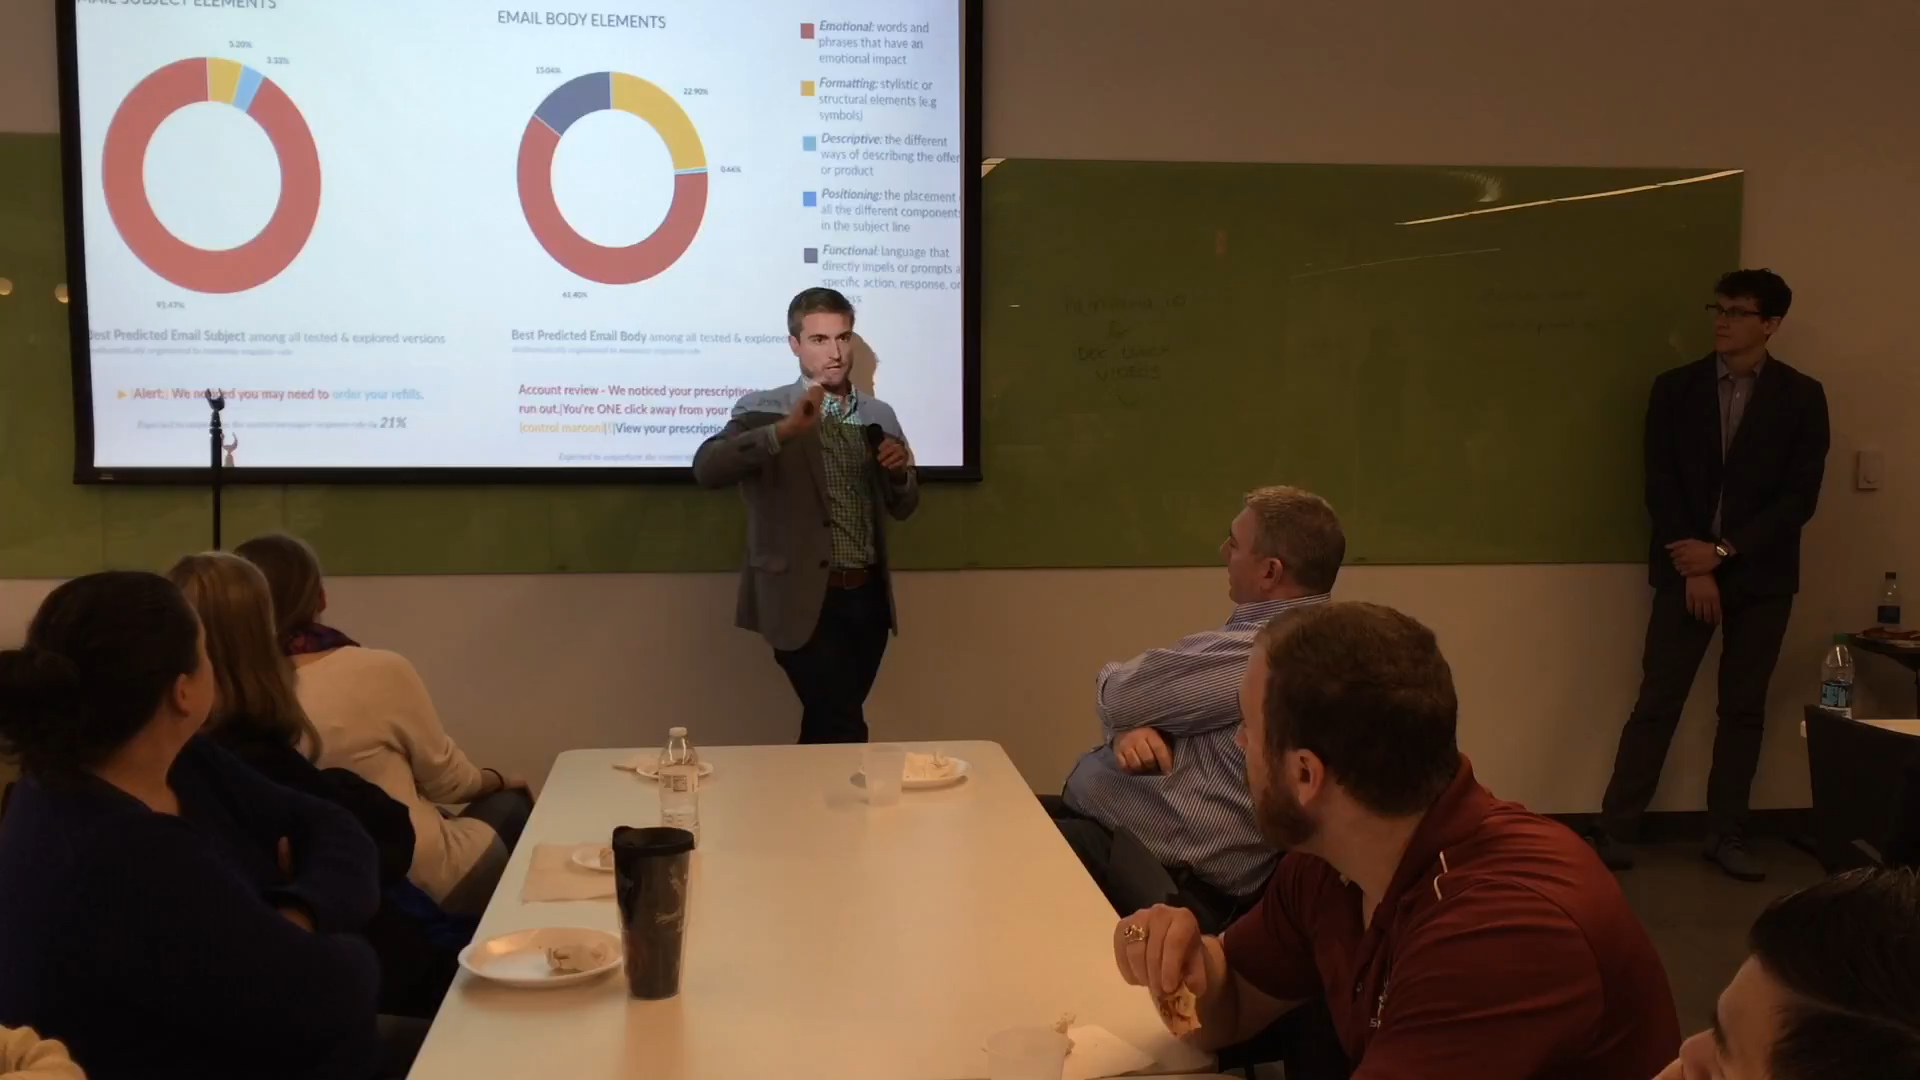 MAIL SUBJECT ELEMENTS
5.20%
3.33%
91.47%
Best Predicted Email Subject among all tested & explored versions
Alert: We noticed you may need to order your refills.
21%
EMAIL BODY ELEMENTS
15.04%
22.90%
0.66%
61.40%
Best Predicted Email Body among all tested & explored
Account review - We noticed your prescription
run out.|You're ONE click away from your
|control maroon|!|View your prescription
Emotional: words and
phrases that have an
emotional impact
Formatting: stylistic or
structural elements (e.g
symbols)
Descriptive: the different
ways of describing the offer
or product
Positioning: the placement
all the different components
in the subject line
Functional: language that
directly impels or prompts a
specific action, response, or